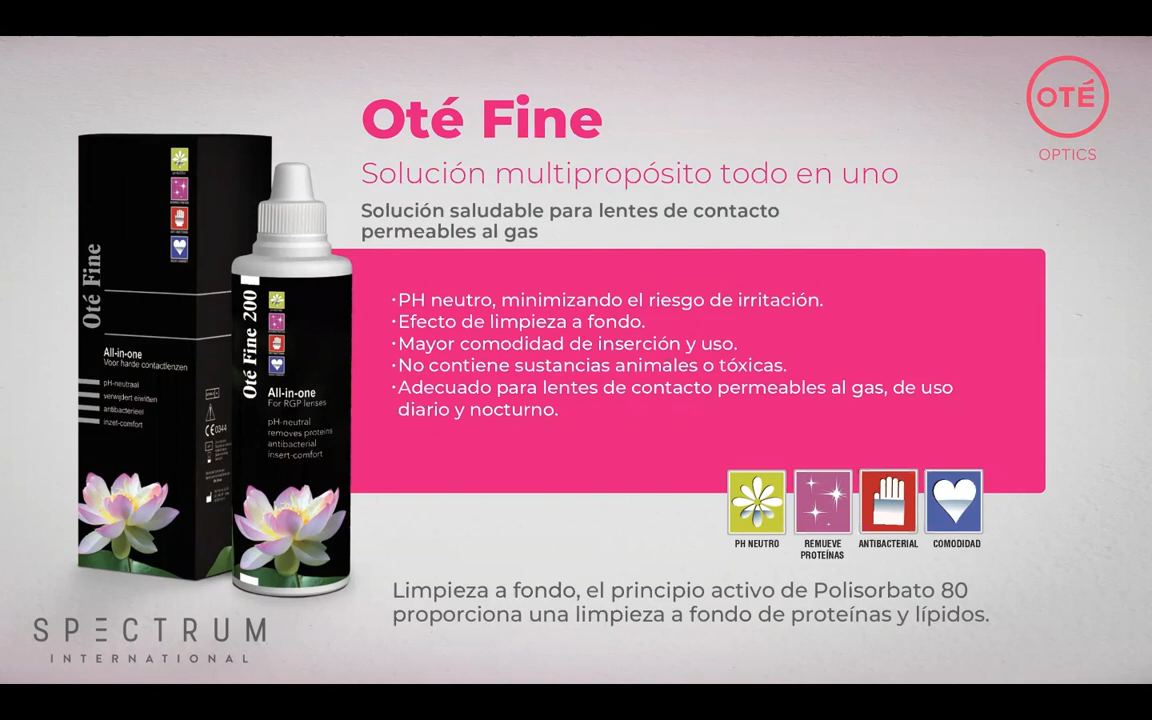 OTÉ
OPTICS
Oté Fine
Solución multipropósito todo en uno
Solución saludable para lentes de contacto
permeables al gas
·PH neutro, minimizando el riesgo de irritación.
·Efecto de limpieza a fondo.
·Mayor comodidad de inserción y uso.
·No contiene sustancias animales o tóxicas.
·Adecuado para lentes de contacto permeables al gas, de uso
diario y nocturno.
PH NEUTRO
REMUEVE
PROTEÍNAS
ANTIBACTERIAL
COMODIDAD
Limpieza a fondo, el principio activo de Polisorbato 80
proporciona una limpieza a fondo de proteínas y lípidos.
Oté Fine
All-in-one
Voor harde contactlenzen
pH-neutraal
verwijdert eiwitten
antibacterieel
inzet-comfort
CE 0344
Oté Fine 200
All-in-one
For RGP lenses
pH-neutral
removes proteins
antibacterial
insert-comfort
SPECTRUM
INTERNATIONAL